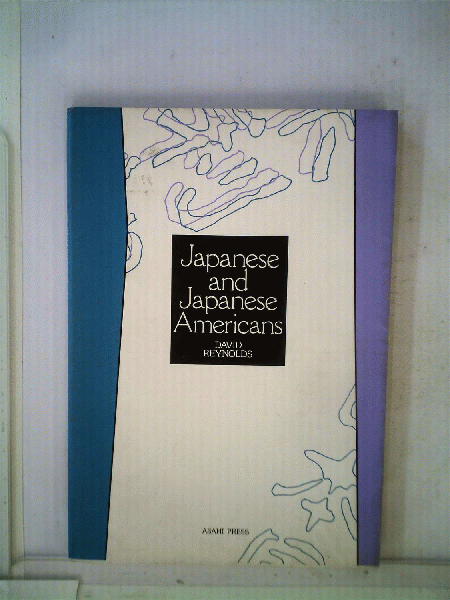 Japanese
and
Japanese
Americans
DAVID
REYNOLDS
ASAHI PRESS